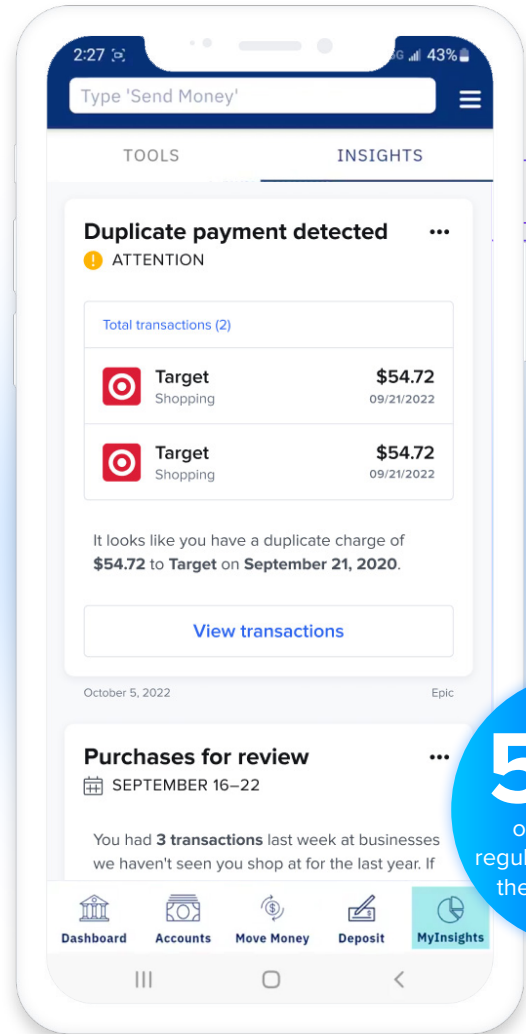 2:27 5G 43%
Type 'Send Money'
TOOLS INSIGHTS
Duplicate payment detected
ATTENTION
Total transactions (2)
Target $54.72
Shopping 09/21/2022
Target $54.72
Shopping 09/21/2022
It looks like you have a duplicate charge of
$54.72 to Target on September 21, 2020.
View transactions
October 5, 2022 Epic
Purchases for review
SEPTEMBER 16–22
You had 3 transactions last week at businesses
we haven't seen you shop at for the last year. If
Dashboard Accounts Move Money Deposit MyInsights